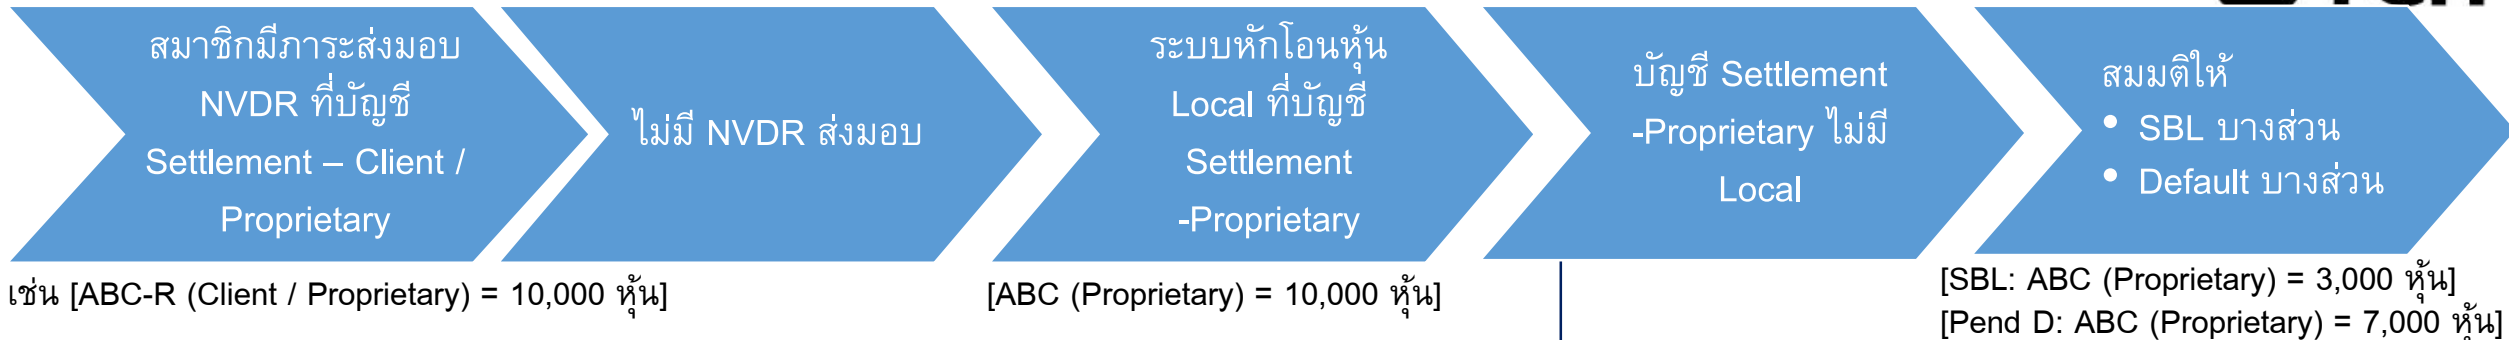 สมาชิกมีภาระส่งมอบ
NVDR ที่บัญชี
Settlement – Client /
Proprietary
ไม่มี NVDR ส่งมอบ
ระบบหักโอนหุ้น
Local ที่บัญชี
Settlement
-Proprietary
บัญชี Settlement
-Proprietary ไม่มี
Local
สมมติให้
• SBL บางส่วน
• Default บางส่วน
เช่น [ABC-R (Client / Proprietary) = 10,000 หุ้น]
[ABC (Proprietary) = 10,000 หุ้น]
[SBL: ABC (Proprietary) = 3,000 หุ้น]
[Pend D: ABC (Proprietary) = 7,000 หุ้น]